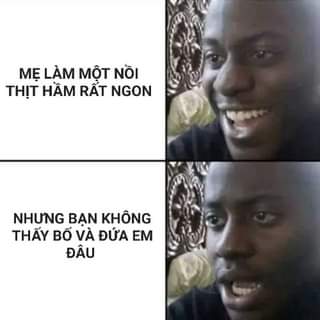 MẸ LÀM MỘT NỒI
THỊT HẦM RẤT NGON
NHƯNG BẠN KHÔNG
THẤY BỐ VÀ ĐỨA EM
ĐÂU